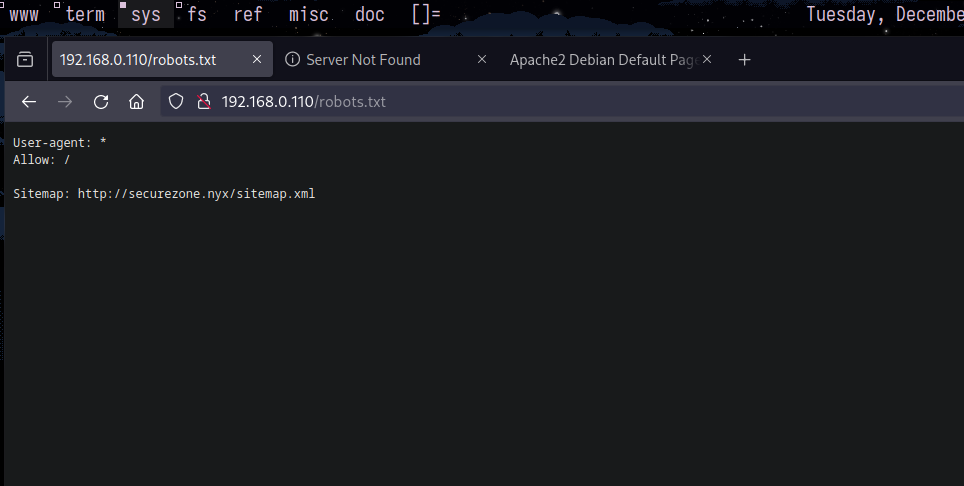 www term sys fs ref misc doc []= Tuesday, Decembe
192.168.0.110/robots.txt Server Not Found Apache2 Debian Default Page
192.168.0.110/robots.txt
User-agent: *
Allow: /
Sitemap: http://securezone.nyx/sitemap.xml